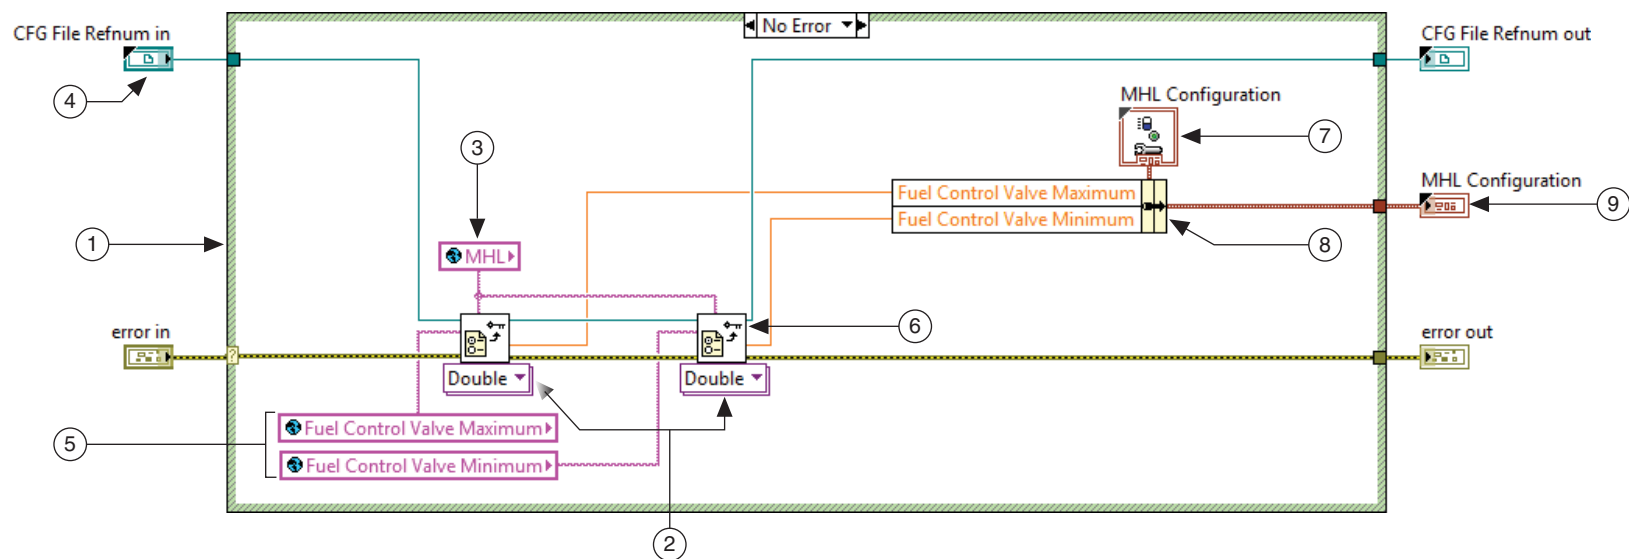 No Error
CFG File Refnum in
CFG File Refnum out
4
MHL Configuration
7
3
MHL Configuration
Fuel Control Valve Maximum
9
Fuel Control Valve Minimum
1
8
MHL
6
error in
error out
?
Double
Double
Fuel Control Valve Maximum
5
Fuel Control Valve Minimum
2